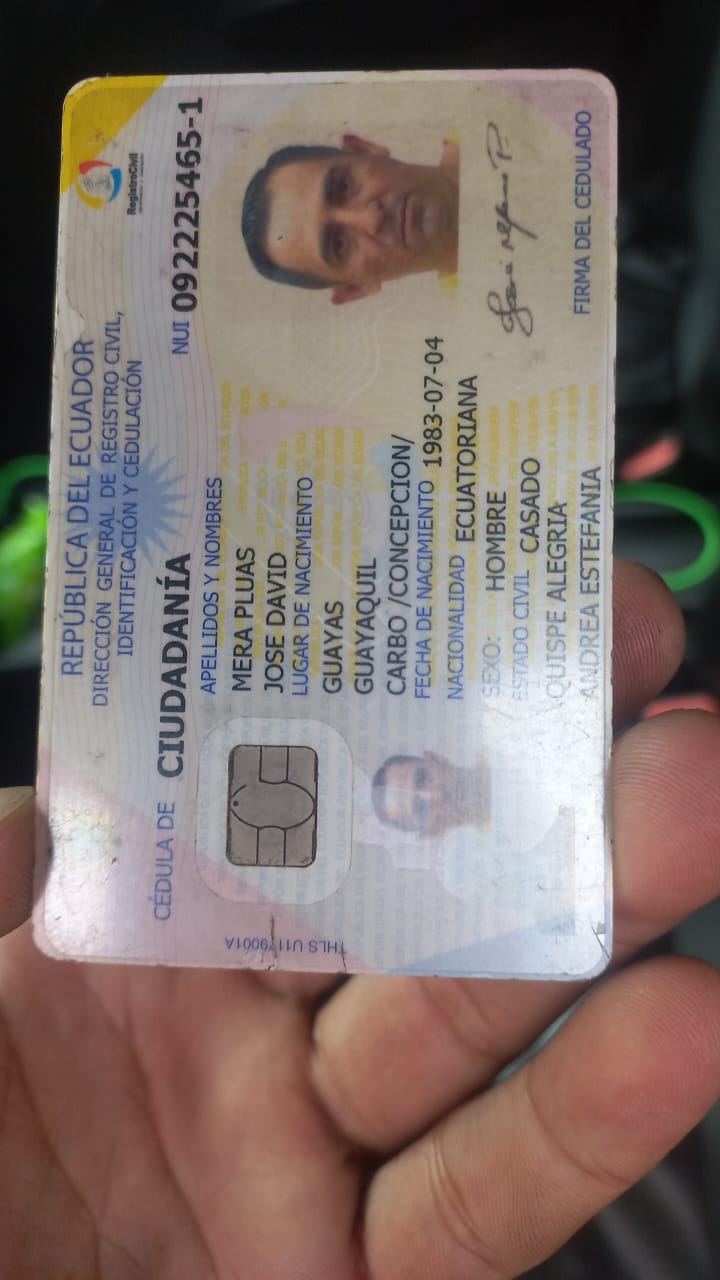 REPÚBLICA DEL ECUADOR
DIRECCIÓN GENERAL DE REGISTRO CIVIL,
IDENTIFICACIÓN Y CEDULACIÓN
RegistroCivil
CÉDULA DE CIUDADANÍA
NUI 092225465-1
APELLIDOS Y NOMBRES
MERA PLUAS
JOSE DAVID
LUGAR DE NACIMIENTO
GUAYAS
GUAYAQUIL
CARBO /CONCEPCION/
FECHA DE NACIMIENTO 1983-07-04
NACIONALIDAD ECUATORIANA
SEXO: HOMBRE
ESTADO CIVIL CASADO
QUISPE ALEGRIA
ANDREA ESTEFANIA
FIRMA DEL CEDULADO